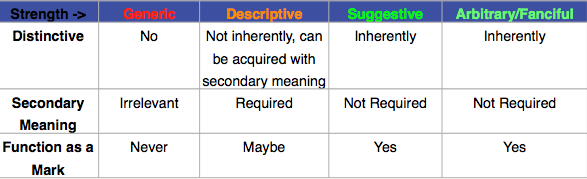 Strength -> Generic Descriptive Suggestive Arbitrary/Fanciful
Distinctive No Not inherently, can Inherently Inherently
be acquired with
secondary meaning
Secondary Irrelevant Required Not Required Not Required
Meaning
Function as a Never Maybe Yes Yes
Mark